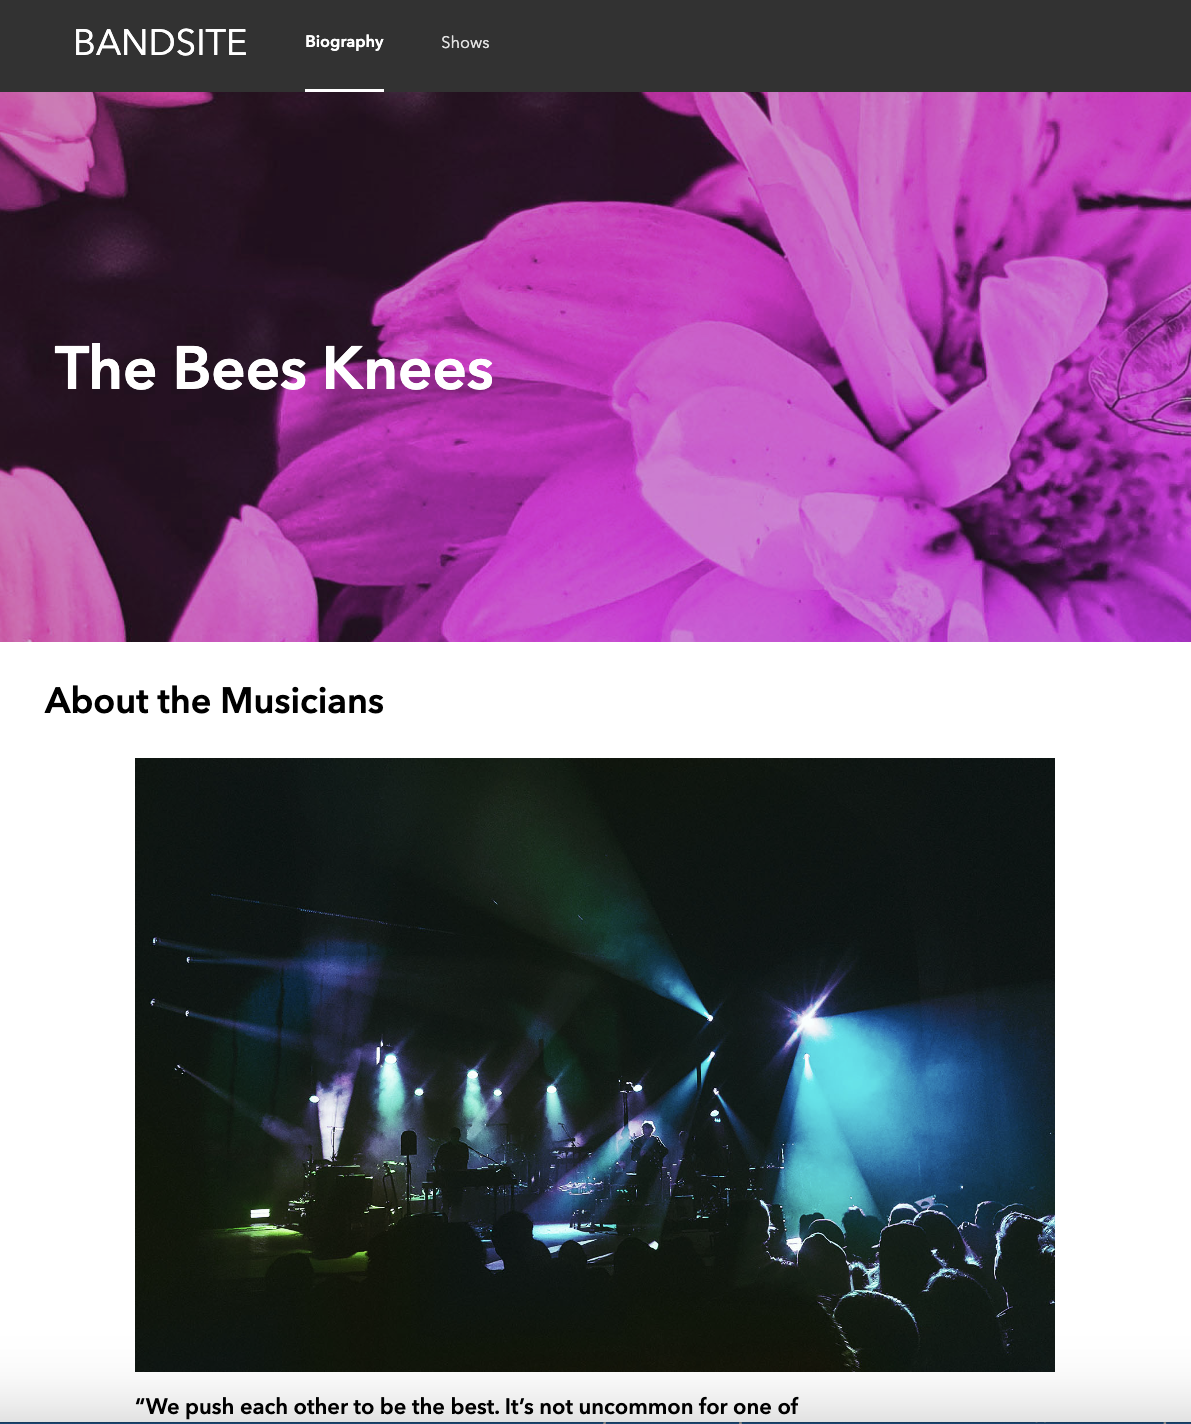 BANDSITE Biography Shows
The Bees Knees
About the Musicians
“We push each other to be the best. It’s not uncommon for one of